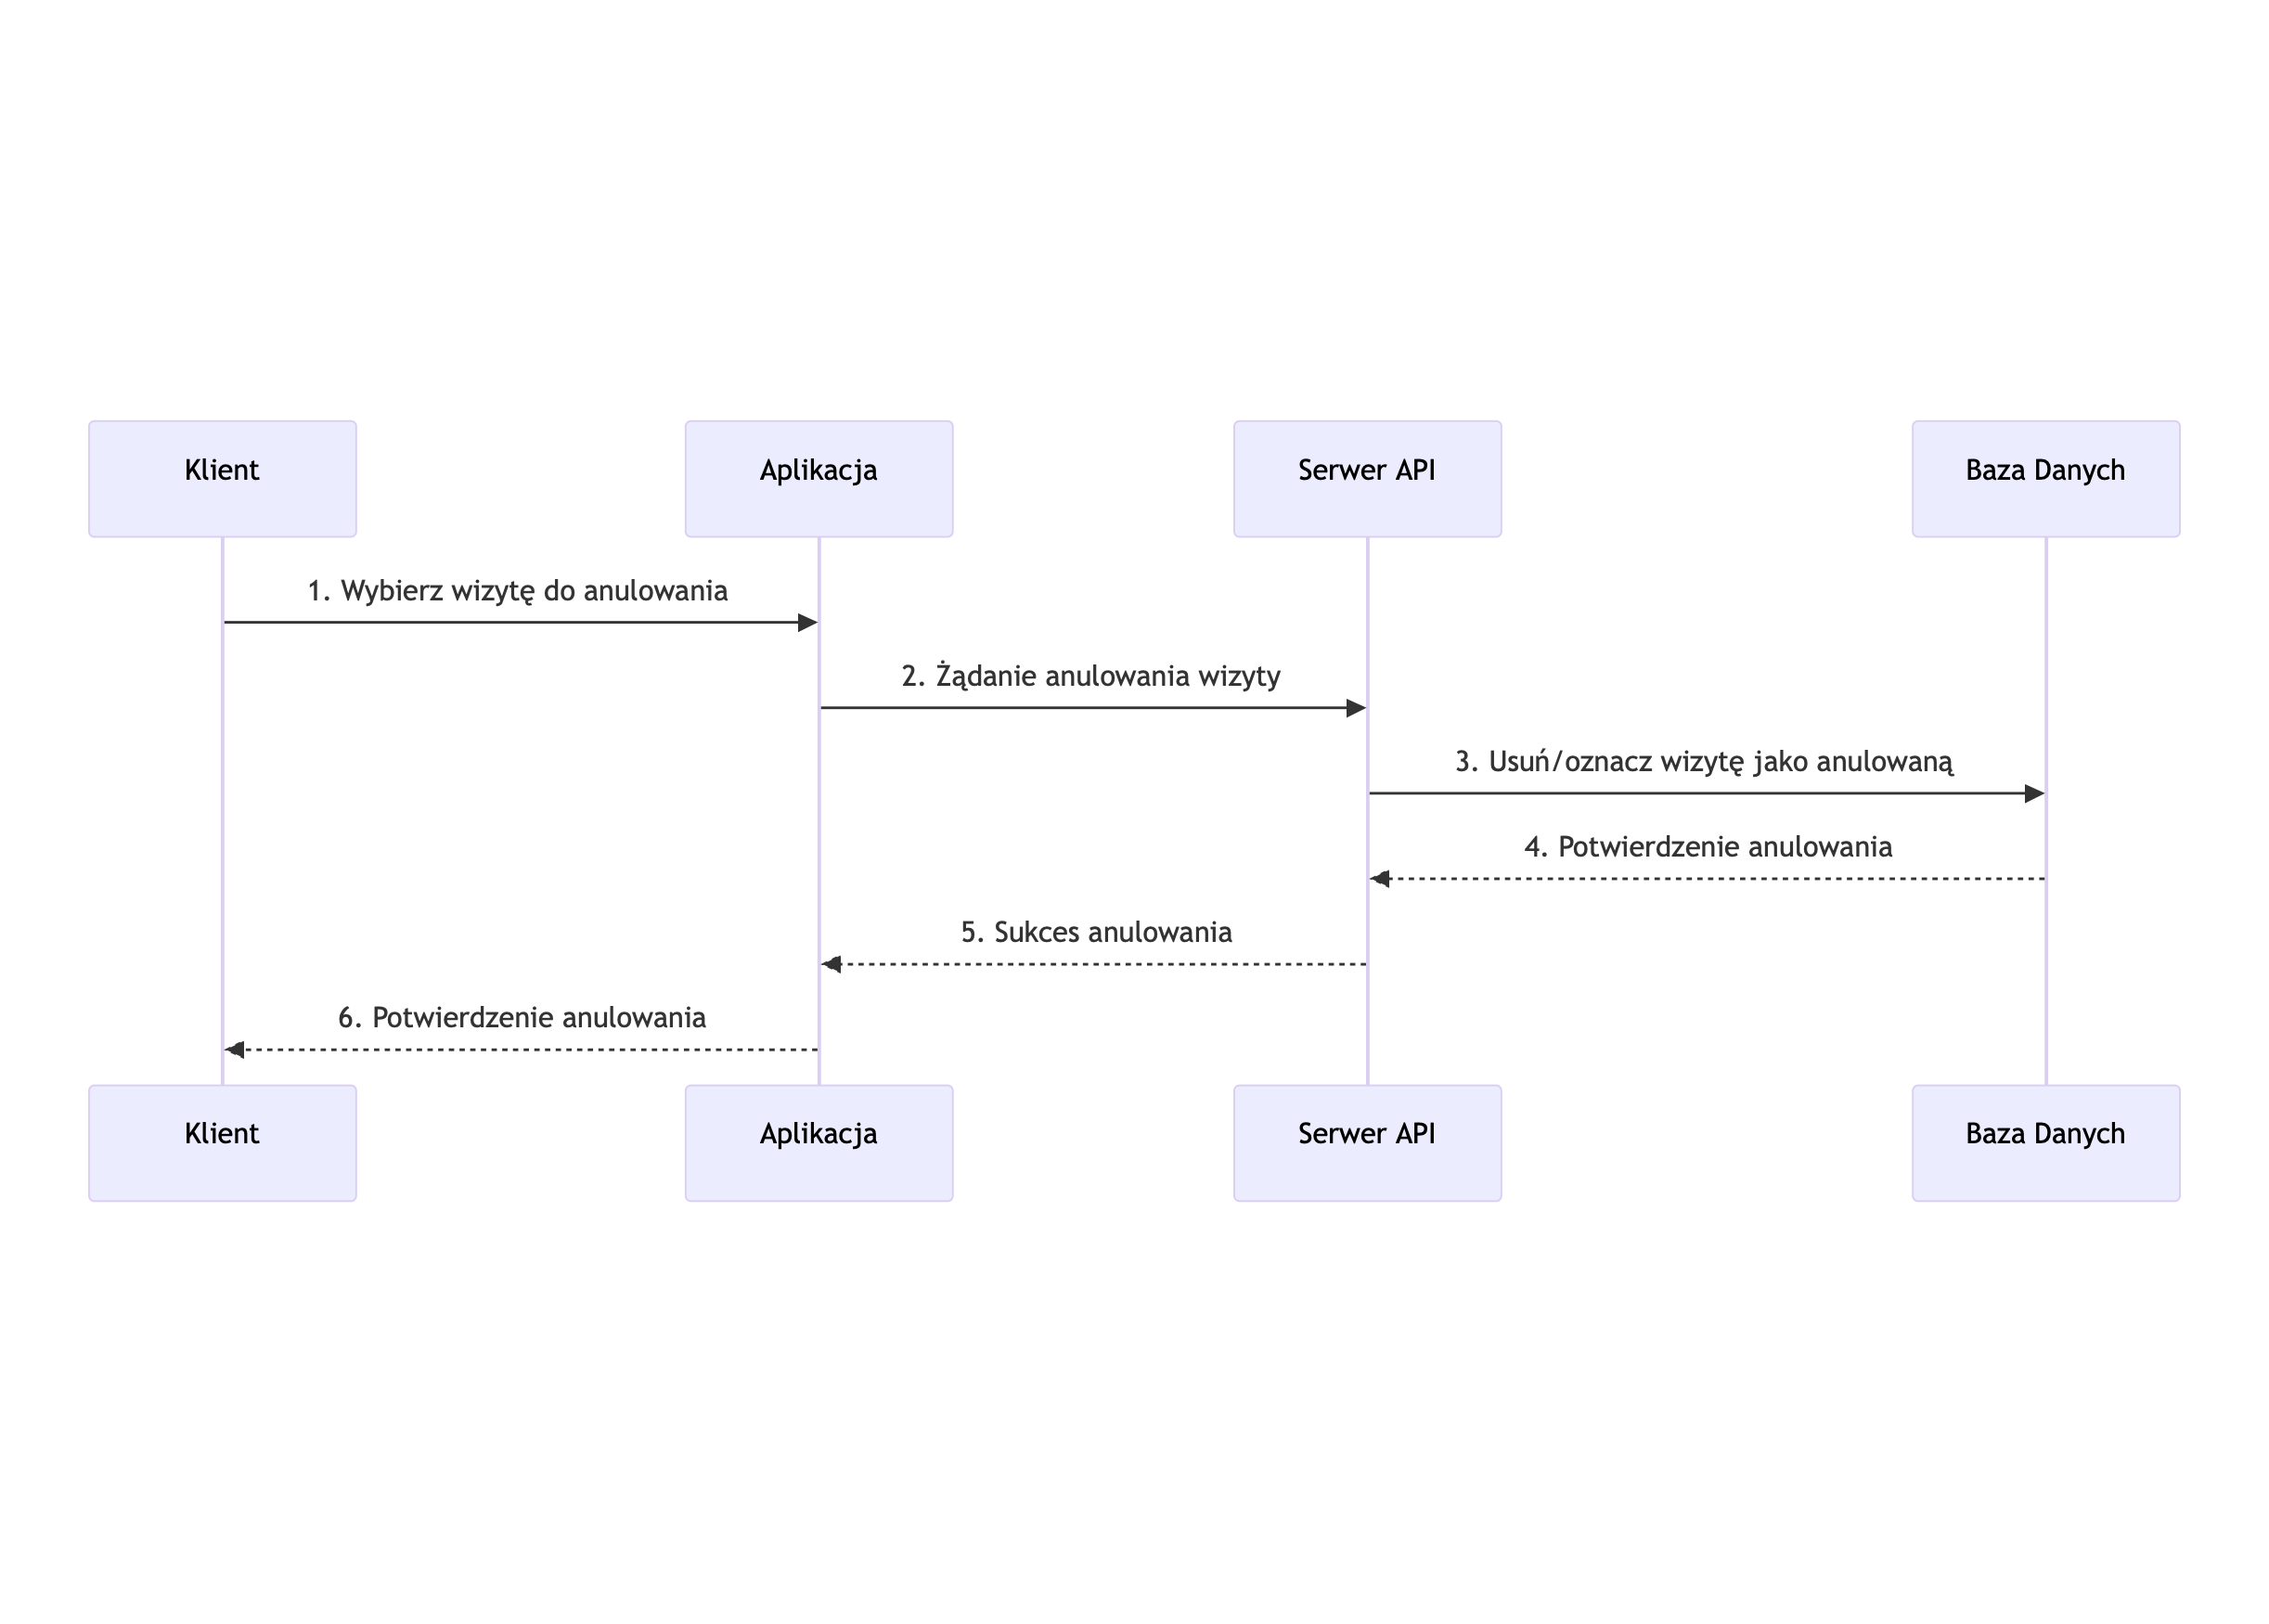 Klient
Aplikacja
Serwer API
Baza Danych
1. Wybierz wizytę do anulowania
2. Żądanie anulowania wizyty
3. Usuń/oznacz wizytę jako anulowaną
4. Potwierdzenie anulowania
5. Sukces anulowania
6. Potwierdzenie anulowania
Klient
Aplikacja
Serwer API
Baza Danych